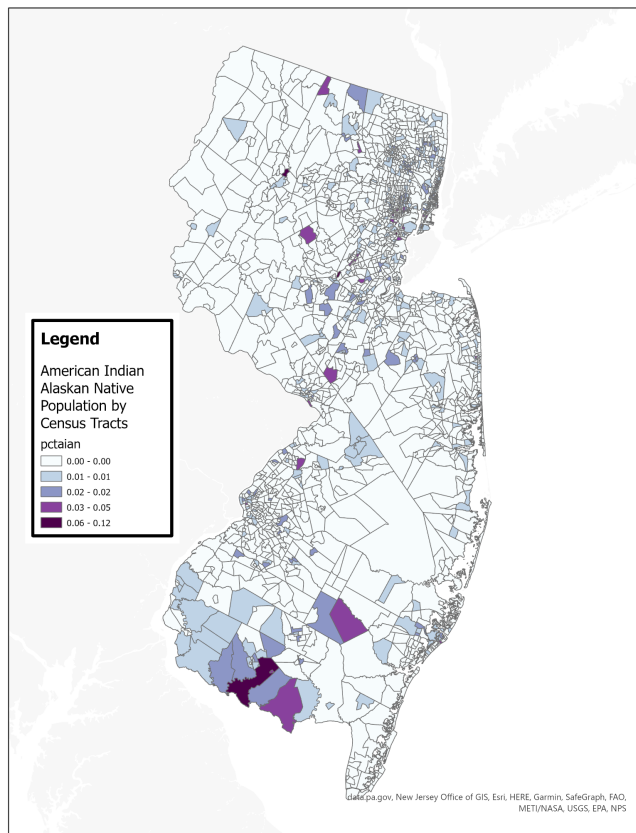 Legend
American Indian
Alaskan Native
Population by
Census Tracts
pctaian
0.00 - 0.00
0.01 - 0.01
0.02 - 0.02
0.03 - 0.05
0.06 - 0.12
data.pa.gov, New Jersey Office of GIS, Esri, HERE, Garmin, SafeGraph, FAO,
METI/NASA, USGS, EPA, NPS